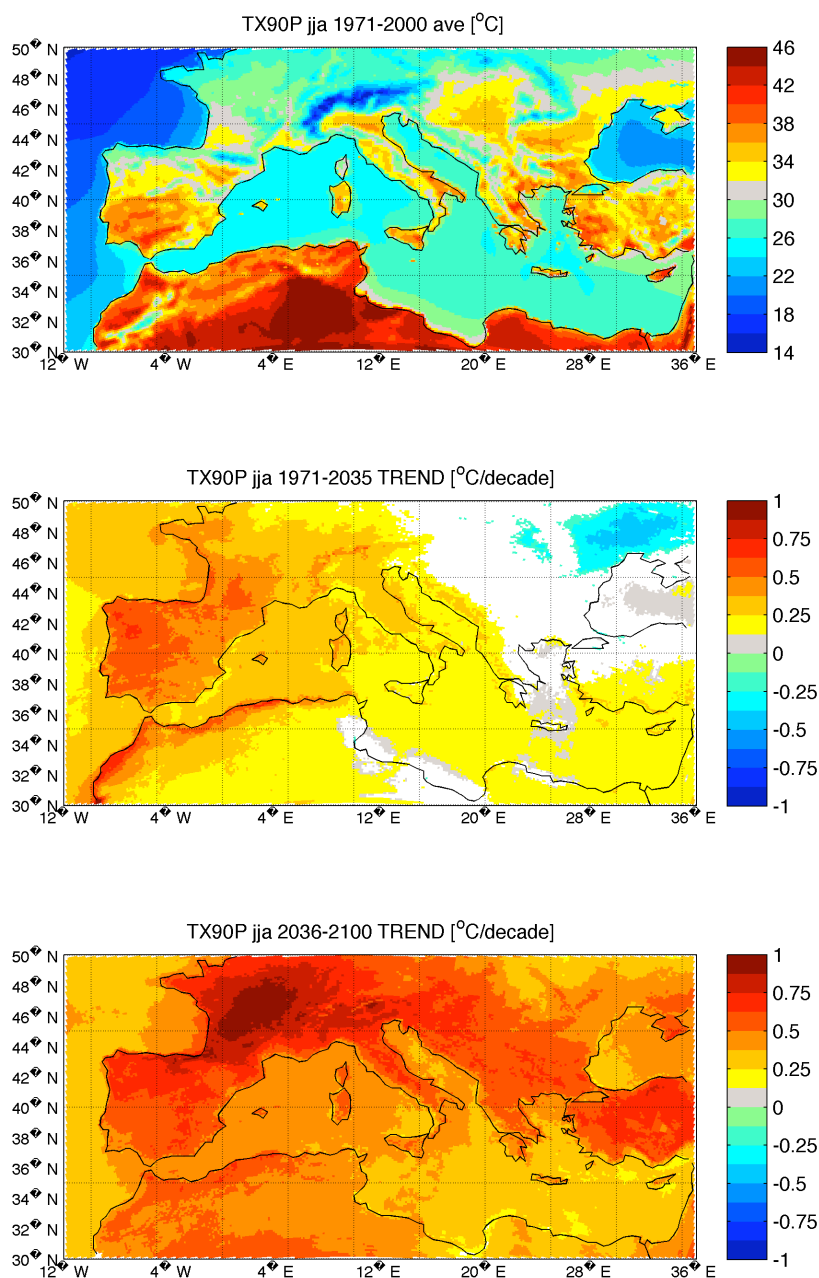 TX90P jja 1971-2000 ave [°C]
50� N
48� N
46� N
44� N
42� N
40� N
38� N
36� N
34� N
32� N
30� N
12� W
4� W
4� E
12� E
20� E
28� E
36� E
46
42
38
34
30
26
22
18
14
TX90P jja 1971-2035 TREND [°C/decade]
50� N
48� N
46� N
44� N
42� N
40� N
38� N
36� N
34� N
32� N
30� N
12� W
4� W
4� E
12� E
20� E
28� E
36� E
1
0.75
0.5
0.25
0
-0.25
-0.5
-0.75
-1
TX90P jja 2036-2100 TREND [°C/decade]
50� N
48� N
46� N
44� N
42� N
40� N
38� N
36� N
34� N
32� N
30� N
12� W
4� W
4� E
12� E
20� E
28� E
36� E
1
0.75
0.5
0.25
0
-0.25
-0.5
-0.75
-1